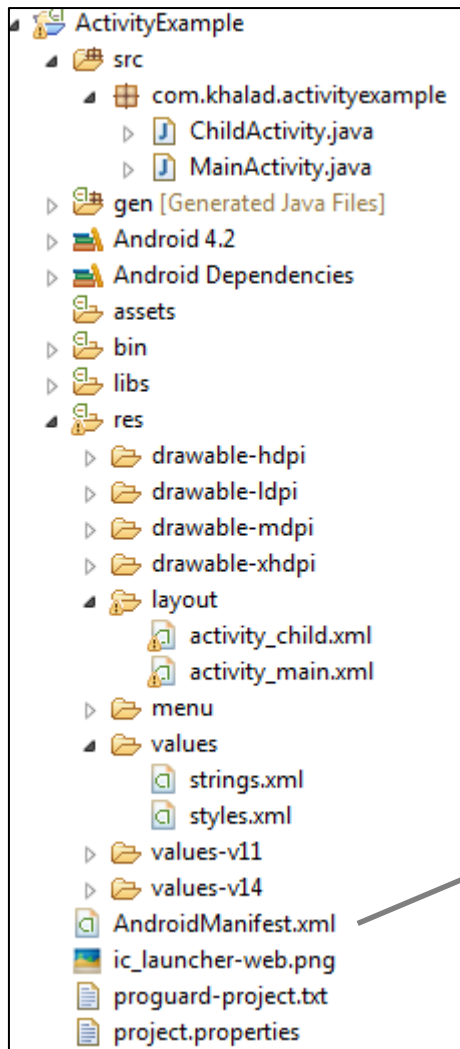 ActivityExample
src
com.khalad.activityexample
ChildActivity.java
MainActivity.java
gen [Generated Java Files]
Android 4.2
Android Dependencies
assets
bin
libs
res
drawable-hdpi
drawable-ldpi
drawable-mdpi
drawable-xhdpi
layout
activity_child.xml
activity_main.xml
menu
values
strings.xml
styles.xml
values-v11
values-v14
AndroidManifest.xml
ic_launcher-web.png
proguard-project.txt
project.properties